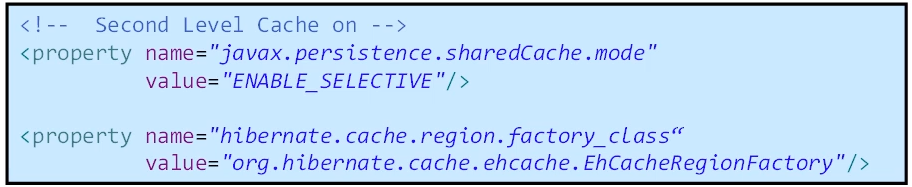 <!--  Second Level Cache on -->
<property name="javax.persistence.sharedCache.mode"
value="ENABLE_SELECTIVE"/>
<property name="hibernate.cache.region.factory_class“
value="org.hibernate.cache.ehcache.EhCacheRegionFactory"/>